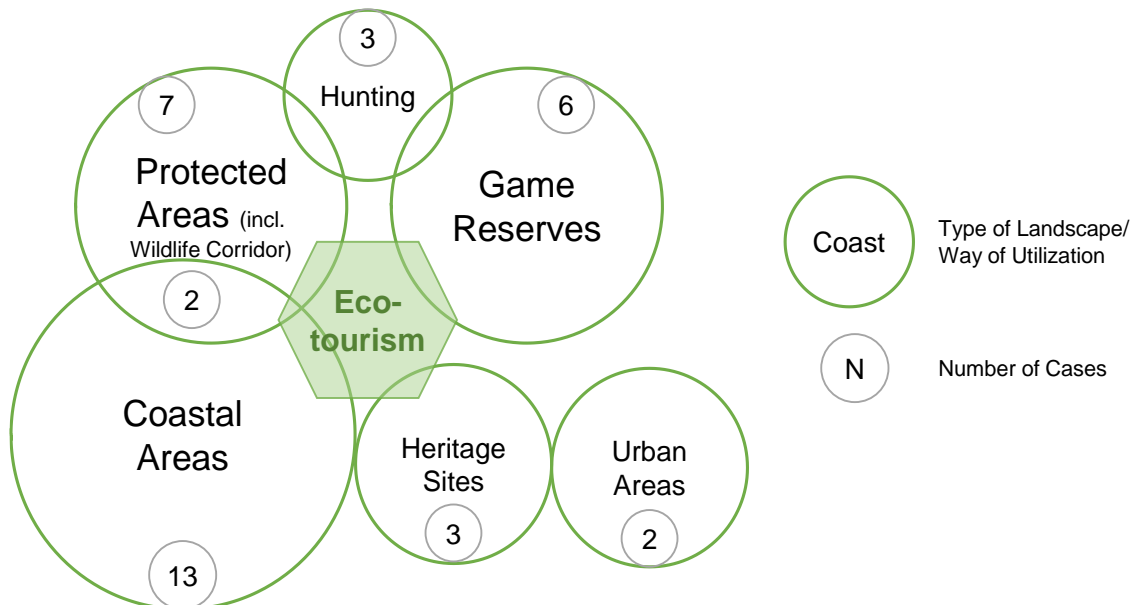 3
Hunting
7
Protected
Areas (incl.
Wildlife Corridor)
6
Game
Reserves
2
Eco-
tourism
Coastal
Areas
13
Heritage
Sites
3
Urban
Areas
2
Coast
Type of Landscape/
Way of Utilization
N
Number of Cases